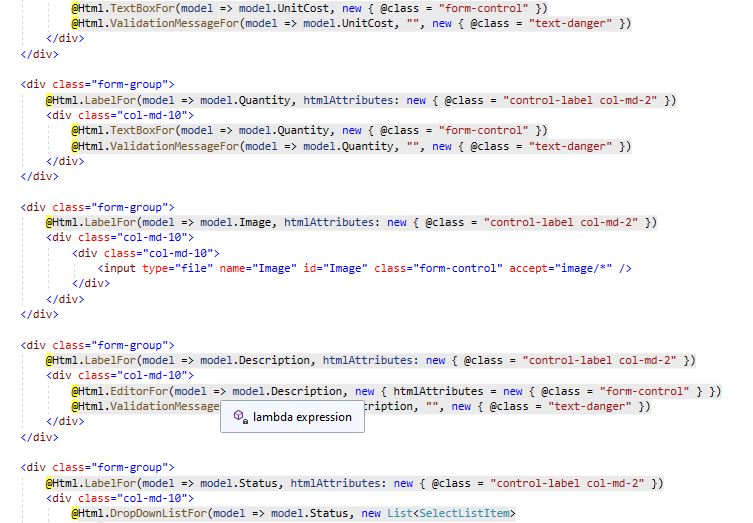 @Html.TextBoxFor(model => model.UnitCost, new { @class = "form-control" })
@Html.ValidationMessageFor(model => model.UnitCost, "", new { @class = "text-danger" })
</div>
</div>
<div class="form-group">
@Html.LabelFor(model => model.Quantity, htmlAttributes: new { @class = "control-label col-md-2" })
<div class="col-md-10">
@Html.TextBoxFor(model => model.Quantity, new { @class = "form-control" })
@Html.ValidationMessageFor(model => model.Quantity, "", new { @class = "text-danger" })
</div>
</div>
<div class="form-group">
@Html.LabelFor(model => model.Image, htmlAttributes: new { @class = "control-label col-md-2" })
<div class="col-md-10">
<div class="col-md-10">
<input type="file" name="Image" id="Image" class="form-control" accept="image/*" />
</div>
</div>
</div>
<div class="form-group">
@Html.LabelFor(model => model.Description, htmlAttributes: new { @class = "control-label col-md-2" })
<div class="col-md-10">
@Html.EditorFor(model => model.Description, new { htmlAttributes = new { @class = "form-control" } })
@Html.ValidationMessage cription, "", new { @class = "text-danger" })
lambda expression
</div>
</div>
<div class="form-group">
@Html.LabelFor(model => model.Status, htmlAttributes: new { @class = "control-label col-md-2" })
<div class="col-md-10">
@Html.DropDownListFor(model => model.Status, new List<SelectListItem>